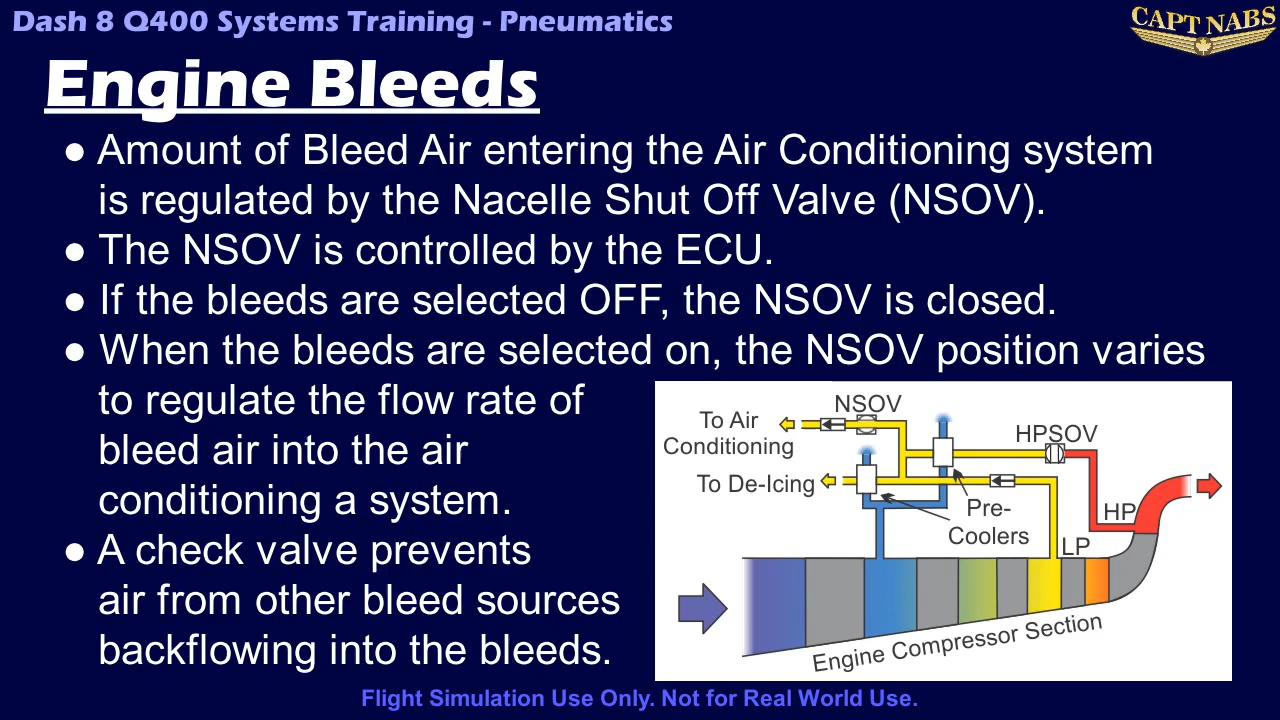 Dash 8 Q400 Systems Training - Pneumatics
CAPT NABS
Engine Bleeds
● Amount of Bleed Air entering the Air Conditioning system
is regulated by the Nacelle Shut Off Valve (NSOV).
● The NSOV is controlled by the ECU.
● If the bleeds are selected OFF, the NSOV is closed.
● When the bleeds are selected on, the NSOV position varies
to regulate the flow rate of
bleed air into the air
conditioning a system.
● A check valve prevents
air from other bleed sources
backflowing into the bleeds.
NSOV
To Air
Conditioning
HPSOV
To De-Icing
Pre-
Coolers
HP
LP
Engine Compressor Section
Flight Simulation Use Only. Not for Real World Use.